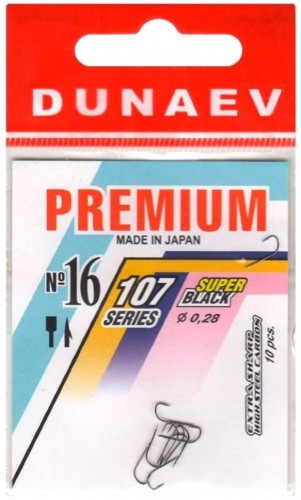 DUNAEV
PREMIUM
MADE IN JAPAN
№16
107
SERIES
SUPER
BLACK
Ø 0,28
EXTRA SHARP
HIGH STEEL CARBON
10 pcs.